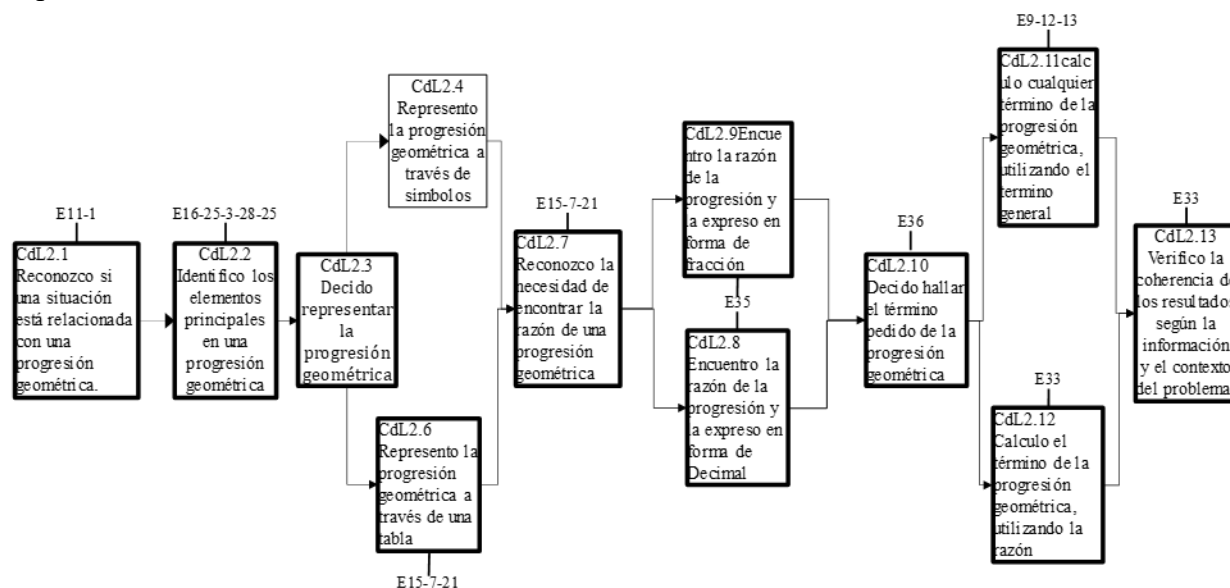 E11-1
CdL2.1
Reconozco si
una situación
está relacionada
con una
progresión
geométrica.
E16-25-3-28-25
CdL2.2
Identifico los
elementos
principales
en una
progresión
geométrica
CdL2.3
Decido
representar
la
progresión
geométrica
CdL2.4
Represento
la progresión
geométrica a
través de
simbolos
CdL2.6
Represento la
progresión
geométrica a
través de una
tabla
E15-7-21
E15-7-21
CdL2.7
Reconozco la
necesidad de
encontrar la
razón de una
progresión
geométrica
CdL2.9Encue
ntro la razón
de la
progresión y
la expreso en
forma de
fracción
E35
CdL2.8
Encuentro la
razón de la
progresión y
la expreso en
forma de
Decimal
E36
CdL2.10
Decido hallar
el término
pedido de la
progresión
geométrica
E9-12-13
CdL2.11calc
ulo cualquier
término de la
progresión
geométrica,
utilizando el
termino
general
E33
CdL2.12
Calculo el
término de la
progresión
geométrica,
utilizando la
razón
E33
CdL2.13
Verifico la
coherencia de
los resultados
según la
información
y el contexto
del problema